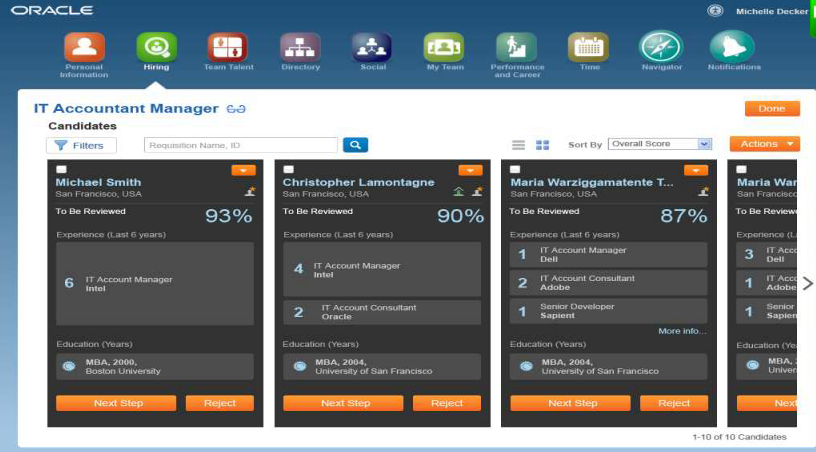 ORACLE
Michelle Decker
Personal
Information
Hiring
Team Talent
Directory
Social
My Team
Performance
and Career
Time
Navigator
Notifications
IT Accountant Manager
Done
Candidates
Filters
Requisition Name, ID
Sort By
Overall Score
Actions
Michael Smith
San Francisco, USA
To Be Reviewed
93%
Experience (Last 6 years)
6
IT Account Manager
Intel
Education (Years)
MBA, 2000,
Boston University
Next Step
Reject
Christopher Lamontagne
San Francisco, USA
To Be Reviewed
90%
Experience (Last 6 years)
4
IT Account Manager
Intel
2
IT Account Consultant
Oracle
Education (Years)
MBA, 2004,
University of San Francisco
Next Step
Reject
Maria Warziggamatente T...
San Francisco, USA
To Be Reviewed
87%
Experience (Last 6 years)
1
IT Account Manager
Dell
2
IT Account Consultant
Adobe
1
Senior Developer
Sapient
More info...
Education (Years)
MBA, 2004,
University of San Francisco
Next Step
Reject
Maria War
San Francisc
To Be Review
Experience (L
3
IT Acco
Dell
1
IT Acc
Adobe
1
Senior
Sapien
Education (Ye
MBA,
Univer
Next
1-10 of 10 Candidates